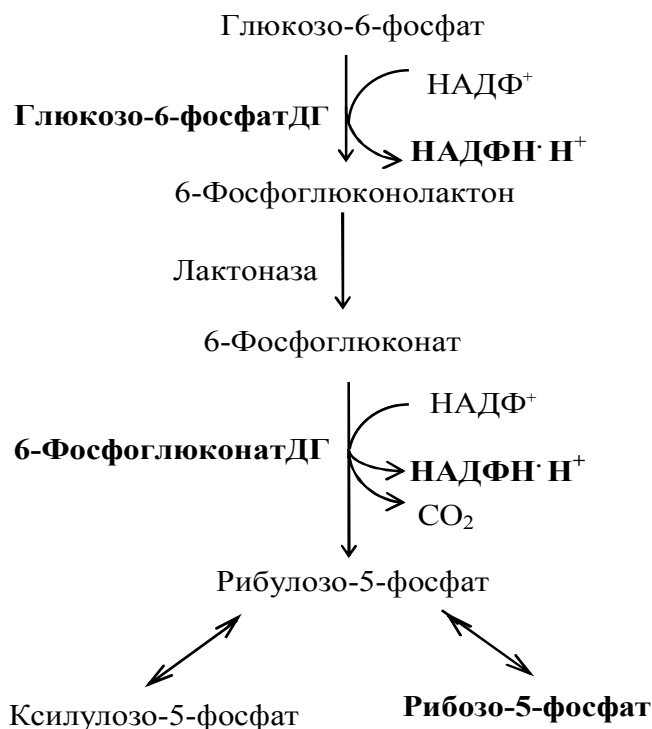 Глюкозо-6-фосфат
НАДФ⁺
Глюкозо-6-фосфатДГ
НАДФН· Н⁺
6-Фосфоглюконолактон
Лактоназа
6-Фосфоглюконат
НАДФ⁺
6-ФосфоглюконатДГ
НАДФН· Н⁺
CO₂
Рибулозо-5-фосфат
Ксилулозо-5-фосфат
Рибозо-5-фосфат